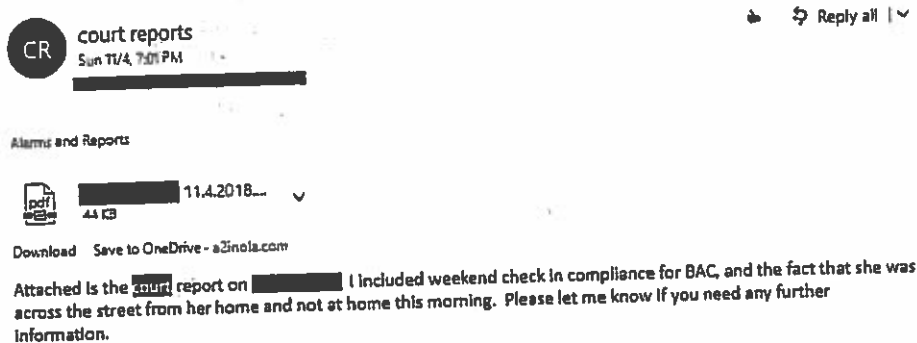 CR
court reports
Reply all
Sun 11/4, 7:01 PM
Alarms and Reports
pdf
11.4.2018....
44 KB
Download Save to OneDrive - a2inola.com
Attached is the court report on I included weekend check in compliance for BAC, and the fact that she was
across the street from her home and not at home this morning. Please let me know if you need any further
information.